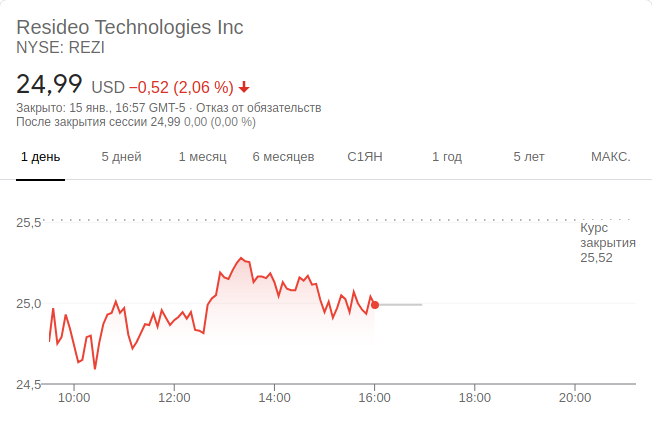 Resideo Technologies Inc
NYSE: REZI
24,99 USD −0,52 (2,06 %)
Закрыто: 15 янв., 16:57 GMT-5 · Отказ от обязательств
После закрытия сессии 24,99 0,00 (0,00 %)
1 день 5 дней 1 месяц 6 месяцев С1ЯН 1 год 5 лет МАКС.
25,5
Курс
закрытия
25,52
25,0
24,5
10:00 12:00 14:00 16:00 18:00 20:00